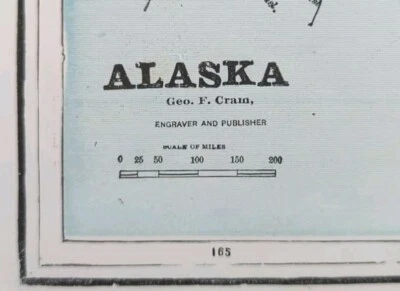 ALASKA
Geo. F. Cram,
ENGRAVER AND PUBLISHER
SCALE OF MILES
0 25 50 100 150 200
165